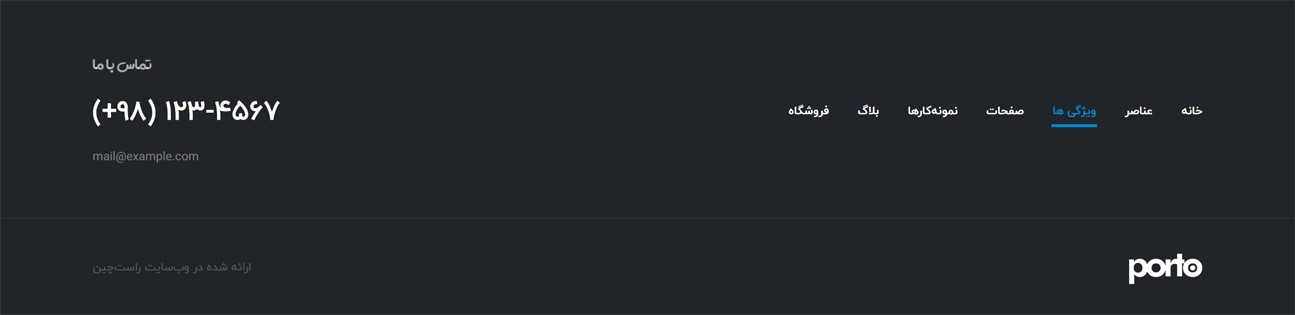 تماس با ما
(+۹۸) ۱۲۳-۴۵۶۷
mail@example.com
خانه عناصر ویژگی ها صفحات نمونه‌کارها بلاگ فروشگاه
porto
ارائه شده در وب‌سایت راست‌چین